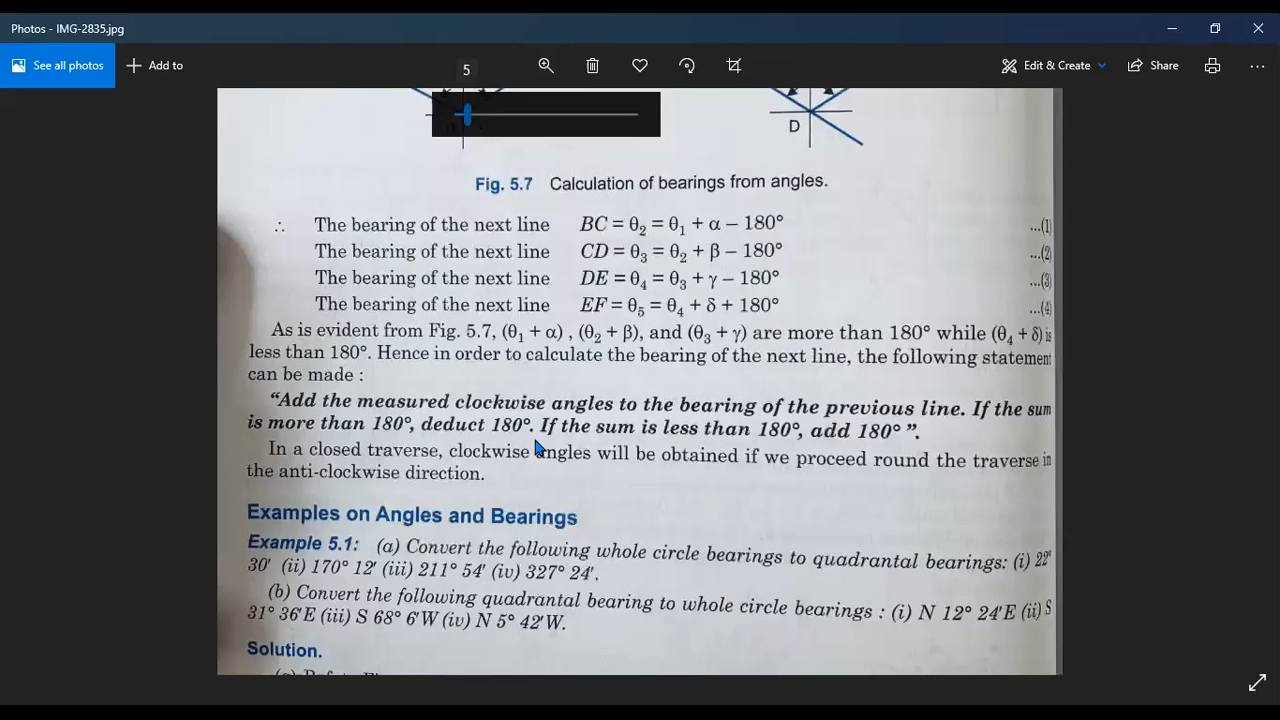 Photos - IMG-2835.jpg
See all photos
Add to
5
Edit & Create
Share
D
Fig. 5.7 Calculation of bearings from angles.
∴ The bearing of the next line BC = θ₂ = θ₁ + α – 180° ...(1)
The bearing of the next line CD = θ₃ = θ₂ + β – 180° ...(2)
The bearing of the next line DE = θ₄ = θ₃ + γ – 180° ...(3)
The bearing of the next line EF = θ₅ = θ₄ + δ + 180° ...(4)
As is evident from Fig. 5.7, (θ₁ + α) , (θ₂ + β), and (θ₃ + γ) are more than 180° while (θ₄ + δ) is
less than 180°. Hence in order to calculate the bearing of the next line, the following statement
can be made :
“Add the measured clockwise angles to the bearing of the previous line. If the sum
is more than 180°, deduct 180°. If the sum is less than 180°, add 180° ”.
In a closed traverse, clockwise angles will be obtained if we proceed round the traverse in
the anti-clockwise direction.
Examples on Angles and Bearings
Example 5.1: (a) Convert the following whole circle bearings to quadrantal bearings: (i) 22°
30′ (ii) 170° 12′ (iii) 211° 54′ (iv) 327° 24′.
(b) Convert the following quadrantal bearing to whole circle bearings : (i) N 12° 24′E (ii) S
31° 36′E (iii) S 68° 6′W (iv) N 5° 42′W.
Solution.